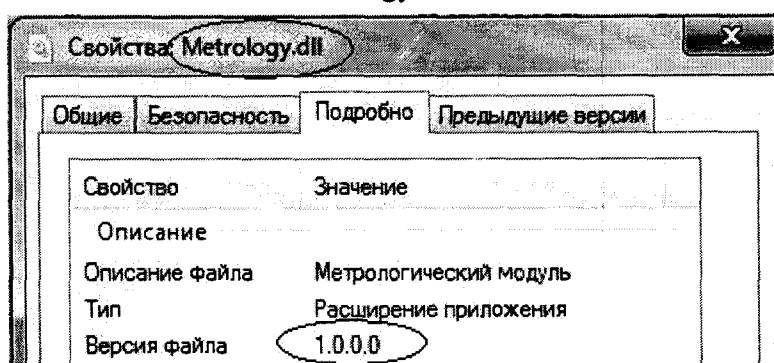 Свойства: Metrology.dll
Общие Безопасность Подробно Предыдущие версии
Свойство Значение
Описание
Описание файла Метрологический модуль
Тип Расширение приложения
Версия файла 1.0.0.0